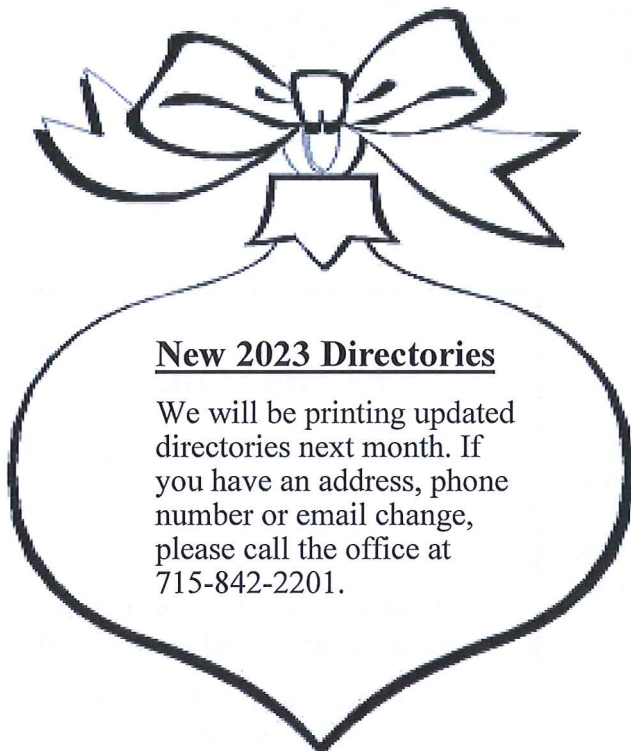 New 2023 Directories
We will be printing updated
directories next month. If
you have an address, phone
number or email change,
please call the office at
715-842-2201.